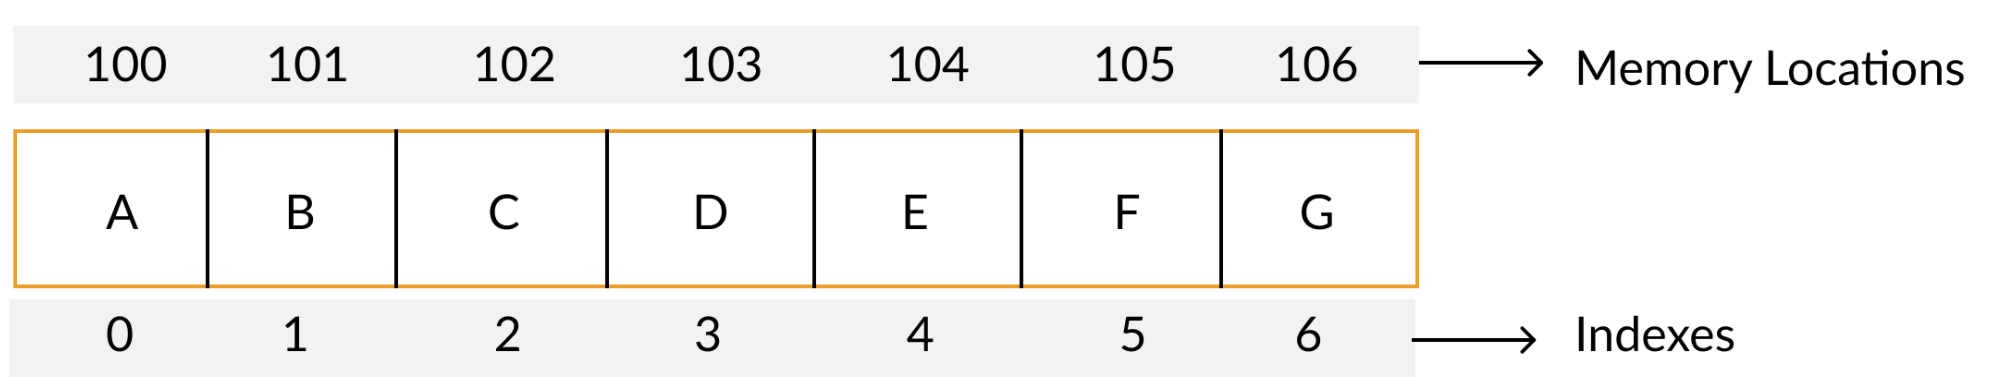 100 101 102 103 104 105 106 Memory Locations
A B C D E F G
0 1 2 3 4 5 6 Indexes